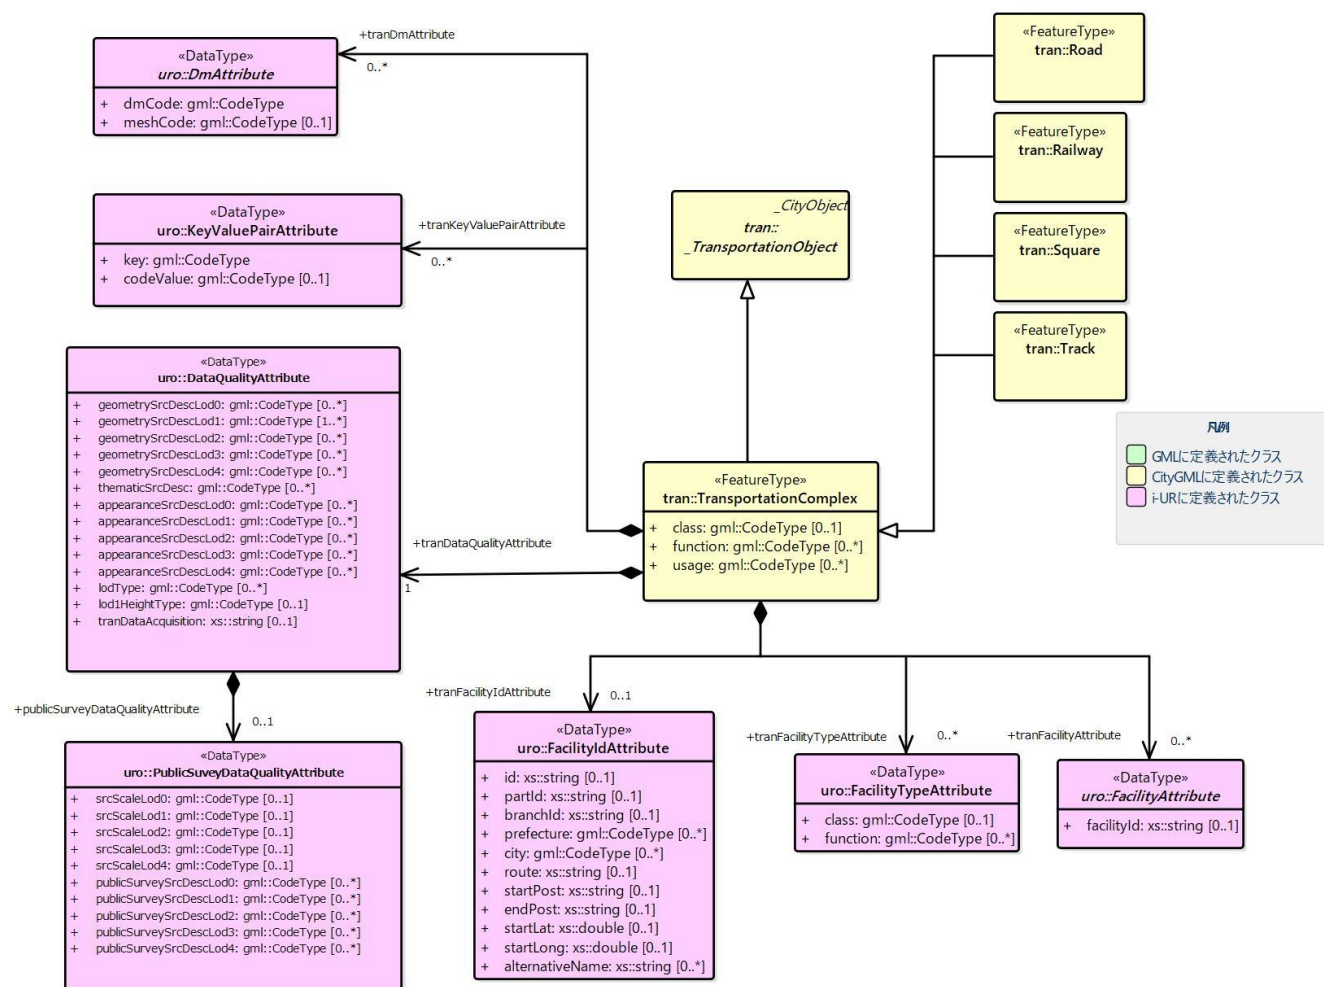 +tranDmAttribute
0..*
«DataType»
uro::DmAttribute
+ dmCode: gml::CodeType
+ meshCode: gml::CodeType [0..1]
«FeatureType»
tran::Road
«FeatureType»
tran::Railway
«FeatureType»
tran::Square
«FeatureType»
tran::Track
+tranKeyValuePairAttribute
0..*
«DataType»
uro::KeyValuePairAttribute
+ key: gml::CodeType
+ codeValue: gml::CodeType [0..1]
_CityObject
tran::
_TransportationObject
«DataType»
uro::DataQualityAttribute
+ geometrySrcDescLod0: gml::CodeType [0..*]
+ geometrySrcDescLod1: gml::CodeType [1..*]
+ geometrySrcDescLod2: gml::CodeType [0..*]
+ geometrySrcDescLod3: gml::CodeType [0..*]
+ geometrySrcDescLod4: gml::CodeType [0..*]
+ thematicSrcDesc: gml::CodeType [0..*]
+ appearanceSrcDescLod0: gml::CodeType [0..*]
+ appearanceSrcDescLod1: gml::CodeType [0..*]
+ appearanceSrcDescLod2: gml::CodeType [0..*]
+ appearanceSrcDescLod3: gml::CodeType [0..*]
+ appearanceSrcDescLod4: gml::CodeType [0..*]
+ lodType: gml::CodeType [0..*]
+ lod1HeightType: gml::CodeType [0..1]
+ tranDataAcquisition: xs::string [0..1]
+tranDataQualityAttribute
1
«FeatureType»
tran::TransportationComplex
+ class: gml::CodeType [0..1]
+ function: gml::CodeType [0..*]
+ usage: gml::CodeType [0..*]
凡例
GMLに定義されたクラス
CityGMLに定義されたクラス
i-URに定義されたクラス
+publicSurveyDataQualityAttribute
0..1
«DataType»
uro::PublicSuveyDataQualityAttribute
+ srcScaleLod0: gml::CodeType [0..1]
+ srcScaleLod1: gml::CodeType [0..1]
+ srcScaleLod2: gml::CodeType [0..1]
+ srcScaleLod3: gml::CodeType [0..1]
+ srcScaleLod4: gml::CodeType [0..1]
+ publicSurveySrcDescLod0: gml::CodeType [0..*]
+ publicSurveySrcDescLod1: gml::CodeType [0..*]
+ publicSurveySrcDescLod2: gml::CodeType [0..*]
+ publicSurveySrcDescLod3: gml::CodeType [0..*]
+ publicSurveySrcDescLod4: gml::CodeType [0..*]
+tranFacilityIdAttribute
0..1
«DataType»
uro::FacilityIdAttribute
+ id: xs::string [0..1]
+ partId: xs::string [0..1]
+ branchId: xs::string [0..1]
+ prefecture: gml::CodeType [0..*]
+ city: gml::CodeType [0..*]
+ route: xs::string [0..1]
+ startPost: xs::string [0..1]
+ endPost: xs::string [0..1]
+ startLat: xs::double [0..1]
+ startLong: xs::double [0..1]
+ alternativeName: xs::string [0..*]
+tranFacilityTypeAttribute
0..*
«DataType»
uro::FacilityTypeAttribute
+ class: gml::CodeType [0..1]
+ function: gml::CodeType [0..*]
+tranFacilityAttribute
0..*
«DataType»
uro::FacilityAttribute
+ facilityId: xs::string [0..1]